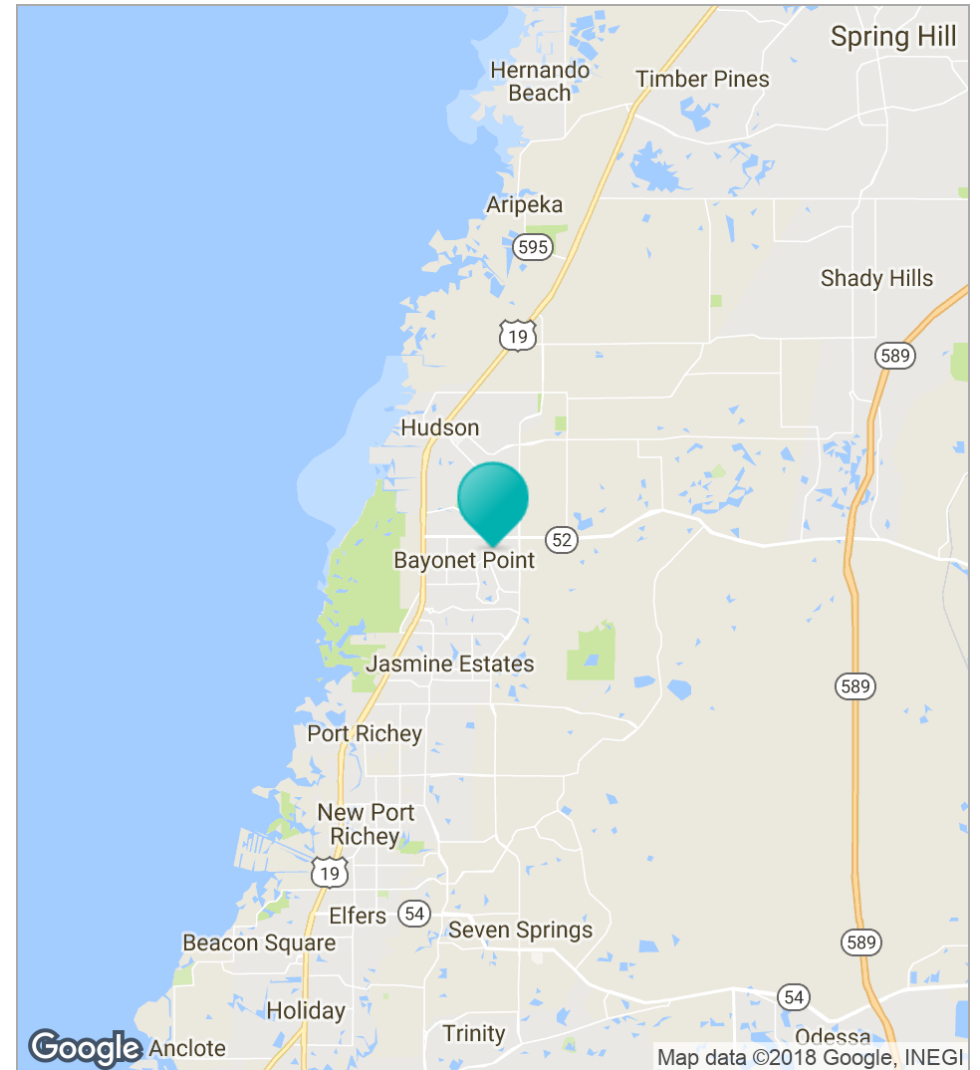 Spring Hill
Hernando
Beach
Timber Pines
Aripeka
595
Shady Hills
19
589
Hudson
52
Bayonet Point
Jasmine Estates
589
Port Richey
New Port
Richey
19
Elfers
54
Seven Springs
Beacon Square
589
54
Holiday
Trinity
Odessa
Google
Anclote
Map data ©2018 Google, INEGI